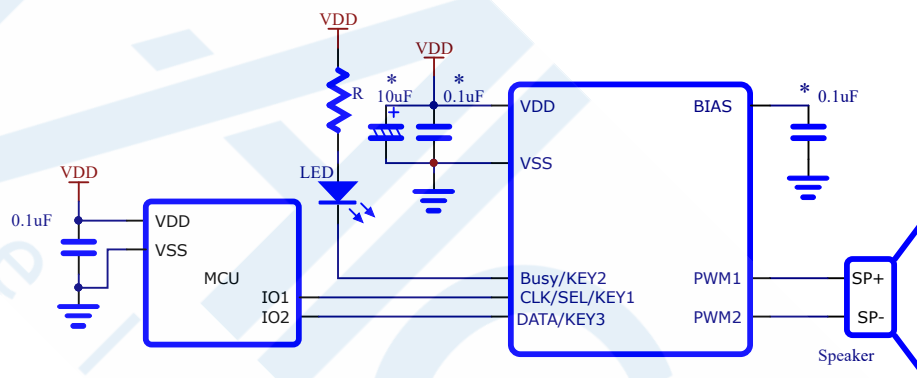 VDD
VDD
* *
R 10uF + 0.1uF
VDD BIAS * 0.1uF
VSS
VDD LED
0.1uF VDD
VSS
MCU
Busy/KEY2 PWM1 SP+
IO1 CLK/SEL/KEY1
IO2 DATA/KEY3 PWM2 SP-
Speaker